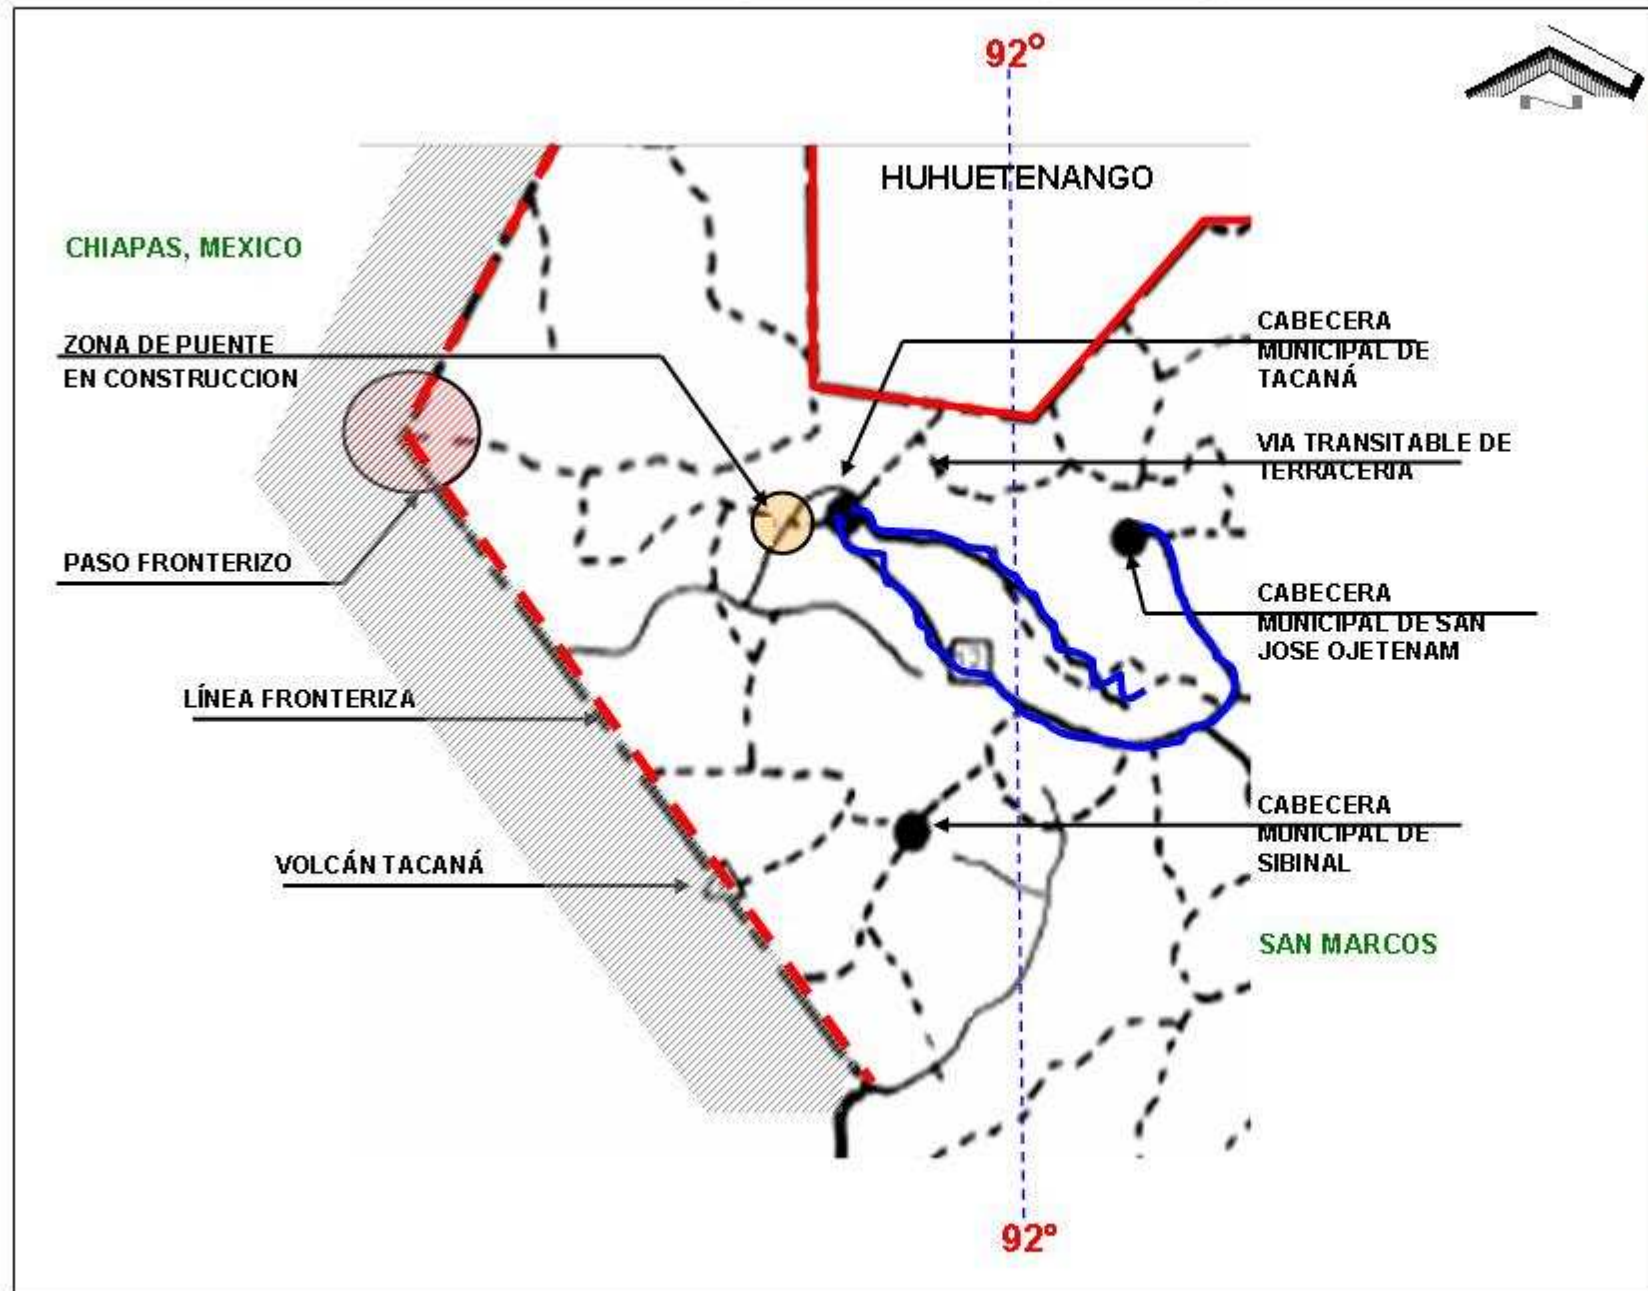 92°
HUHUETENANGO
CHIAPAS, MEXICO
ZONA DE PUENTE
EN CONSTRUCCION
CABECERA
MUNICIPAL DE
TACANÁ
VIA TRANSITABLE DE
TERRACERIA
PASO FRONTERIZO
CABECERA
MUNICIPAL DE SAN
JOSE OJETENAM
LÍNEA FRONTERIZA
CABECERA
MUNICIPAL DE
SIBINAL
VOLCÁN TACANÁ
SAN MARCOS
92°